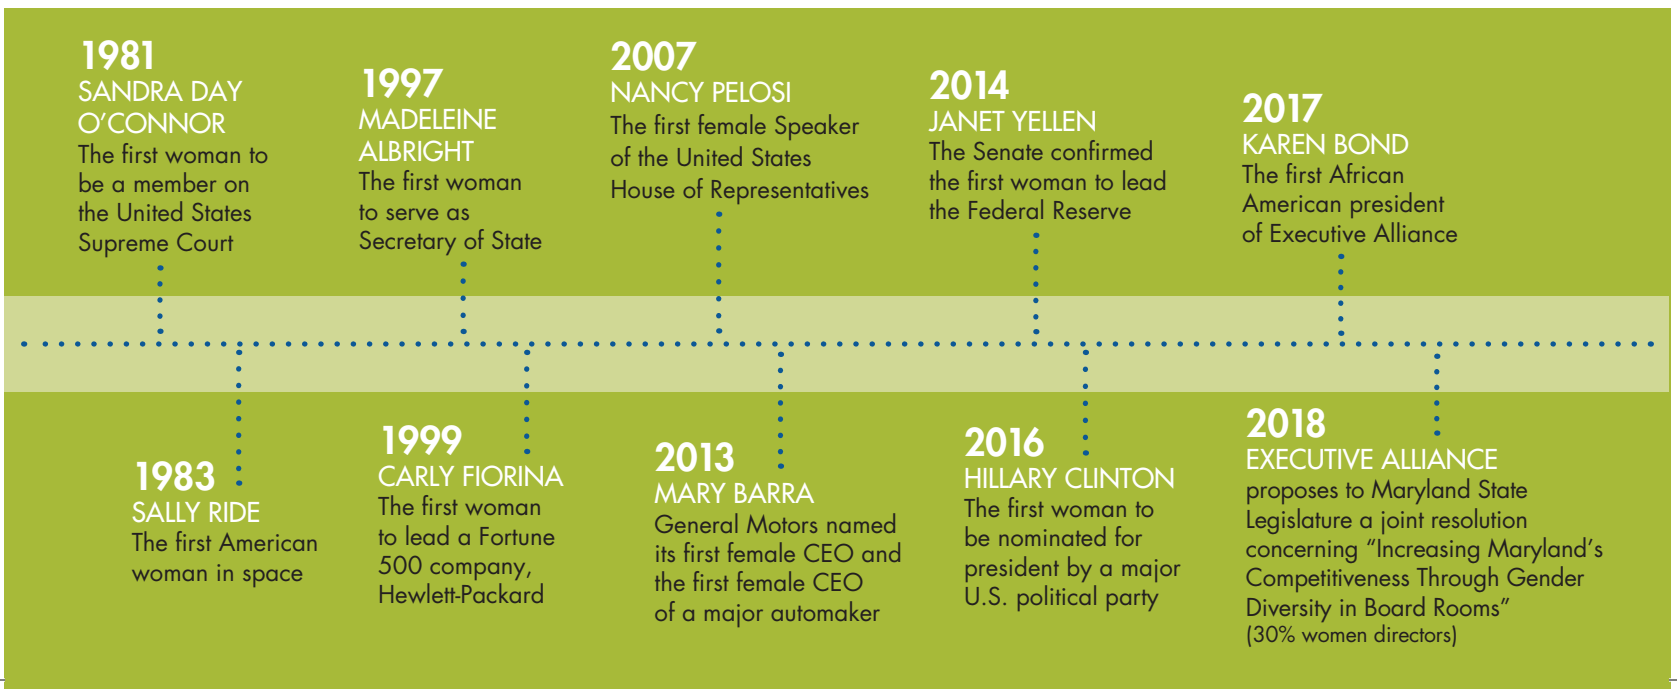 1981
SANDRA DAY
O’CONNOR
The first woman to
be a member on
the United States
Supreme Court
1983
SALLY RIDE
The first American
woman in space
1997
MADELEINE
ALBRIGHT
The first woman
to serve as
Secretary of State
1999
CARLY FIORINA
The first woman
to lead a Fortune
500 company,
Hewlett-Packard
2007
NANCY PELOSI
The first female Speaker
of the United States
House of Representatives
2013
MARY BARRA
General Motors named
its first female CEO and
the first female CEO
of a major automaker
2014
JANET YELLEN
The Senate confirmed
the first woman to lead
the Federal Reserve
2016
HILLARY CLINTON
The first woman to
be nominated for
president by a major
U.S. political party
2017
KAREN BOND
The first African
American president
of Executive Alliance
2018
EXECUTIVE ALLIANCE
proposes to Maryland State
Legislature a joint resolution
concerning “Increasing Maryland’s
Competitiveness Through Gender
Diversity in Board Rooms”
(30% women directors)